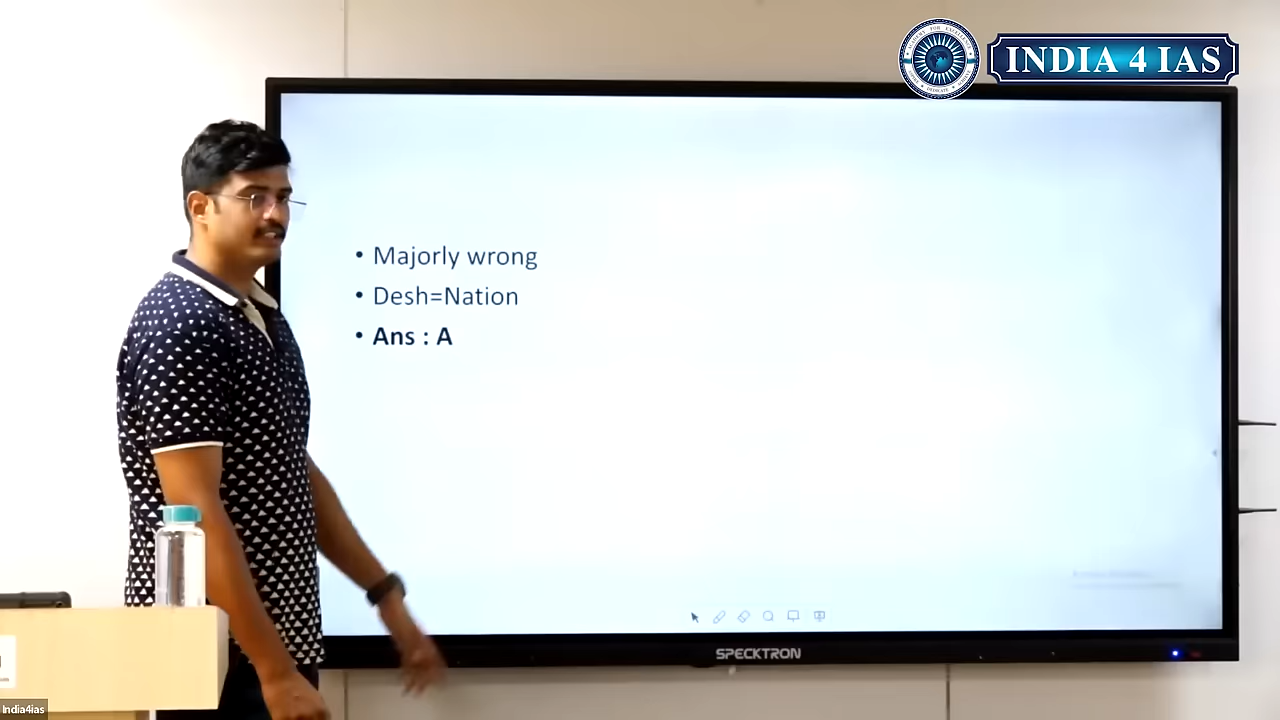 INDIA 4 IAS
• Majorly wrong
• Desh=Nation
• Ans : A
SPECKTRON
India4ias